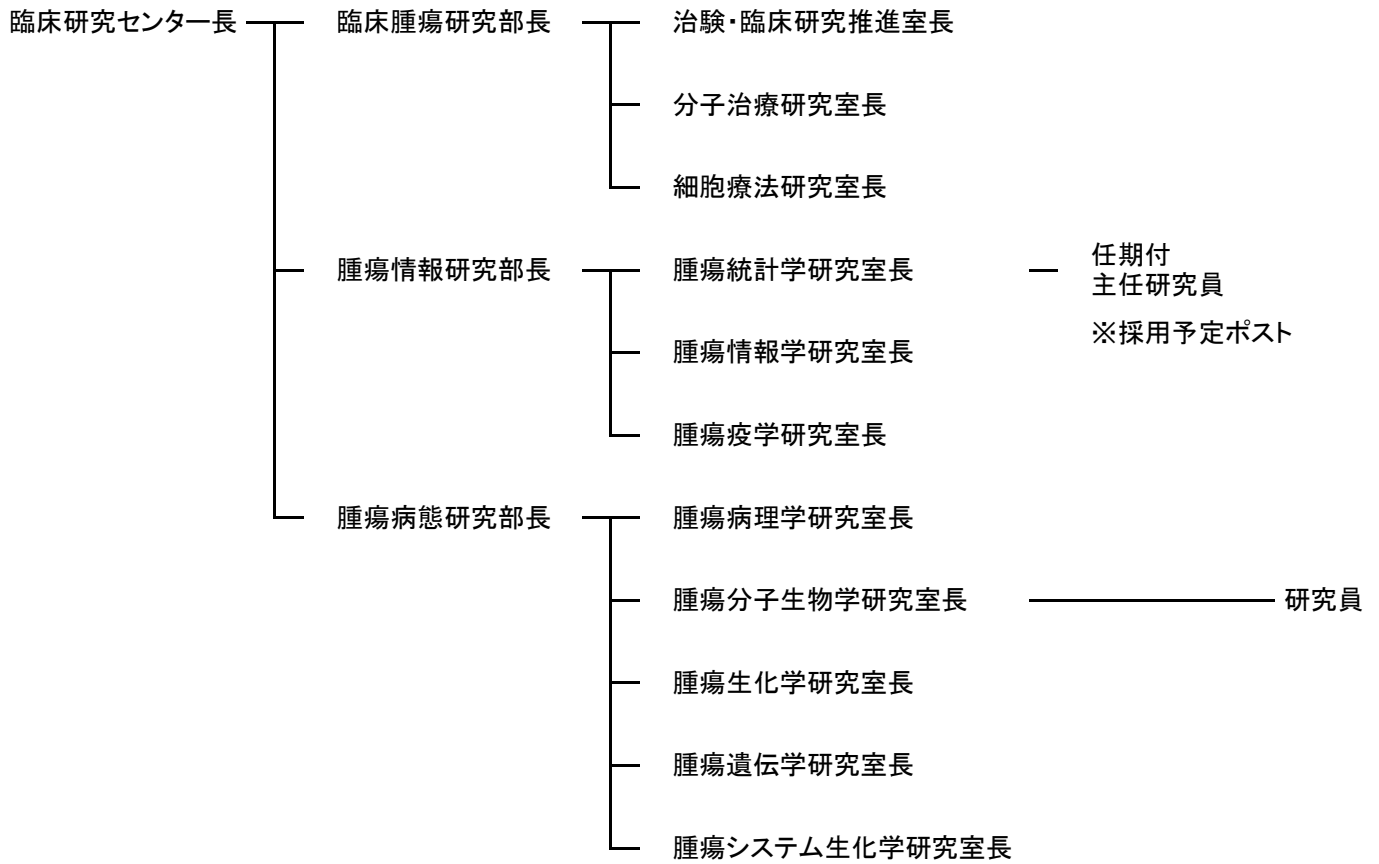 臨床研究センター長
臨床腫瘍研究部長
治験・臨床研究推進室長
分子治療研究室長
細胞療法研究室長
腫瘍情報研究部長
腫瘍統計学研究室長
任期付
主任研究員
※採用予定ポスト
腫瘍情報学研究室長
腫瘍疫学研究室長
腫瘍病態研究部長
腫瘍病理学研究室長
腫瘍分子生物学研究室長
研究員
腫瘍生化学研究室長
腫瘍遺伝学研究室長
腫瘍システム生化学研究室長